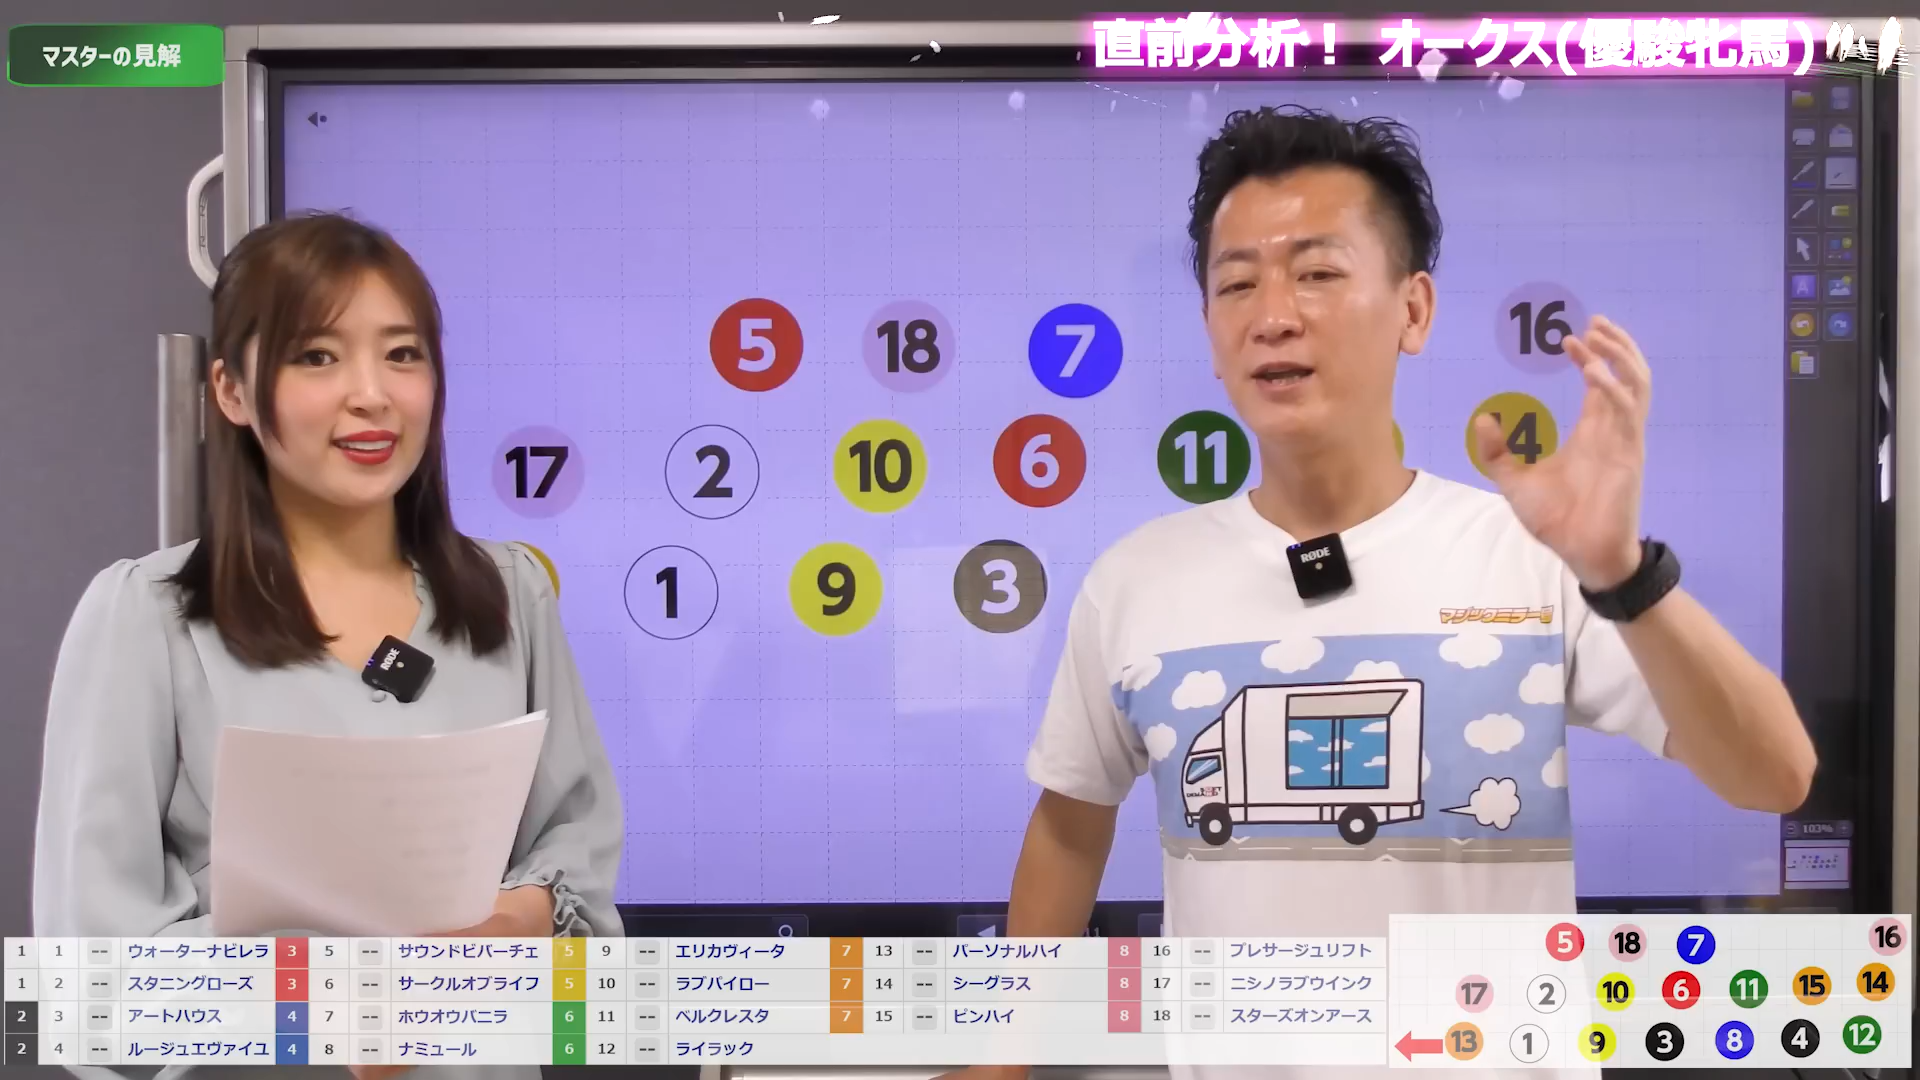 マスターの見解
直前分析！ オークス(優駿牝馬)
5 18 7 16
17 2 10 6 11 14
1 9 3
RØDE
RØDE
マジックミラー号
103%
1 1 -- ウォーターナビレラ 3 5 -- サウンドビバーチェ 5 9 -- エリカヴィータ 7 13 -- パーソナルハイ 8 16 -- プレサージュリフト
1 2 -- スタニングローズ 3 6 -- サークルオブライフ 5 10 -- ラブパイロー 7 14 -- シーグラス 8 17 -- ニシノラブウインク
2 3 -- アートハウス 4 7 -- ホウオウバニラ 6 11 -- ベルクレスタ 7 15 -- ピンハイ 8 18 -- スターズオンアース
2 4 -- ルージュエヴァイユ 4 8 -- ナミュール 6 12 -- ライラック
5 18 7 16
17 2 10 6 11 15 14
13 1 9 3 8 4 12